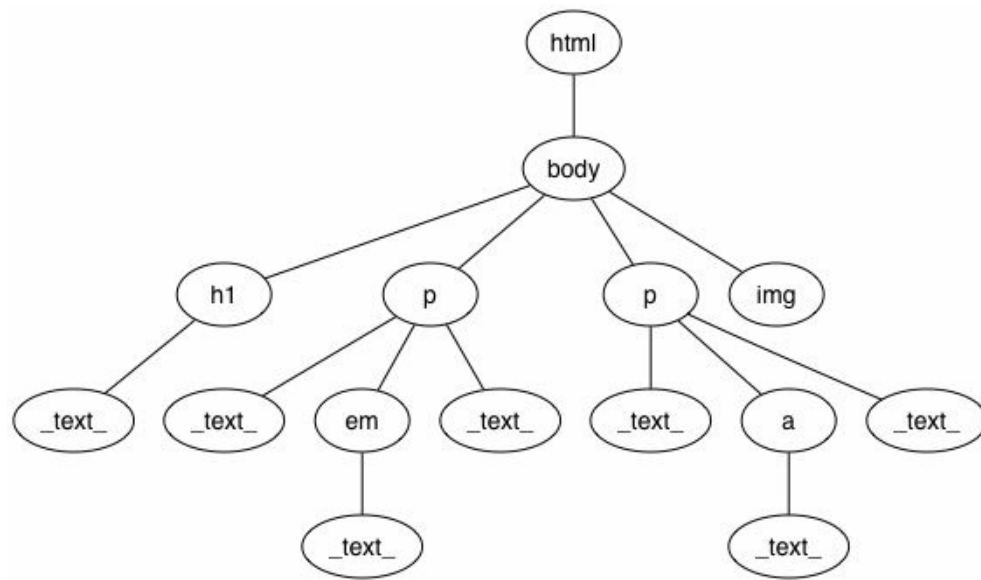 html
body
h1 p p img
_text_ _text_ em _text_ _text_ a _text_
_text_ _text_